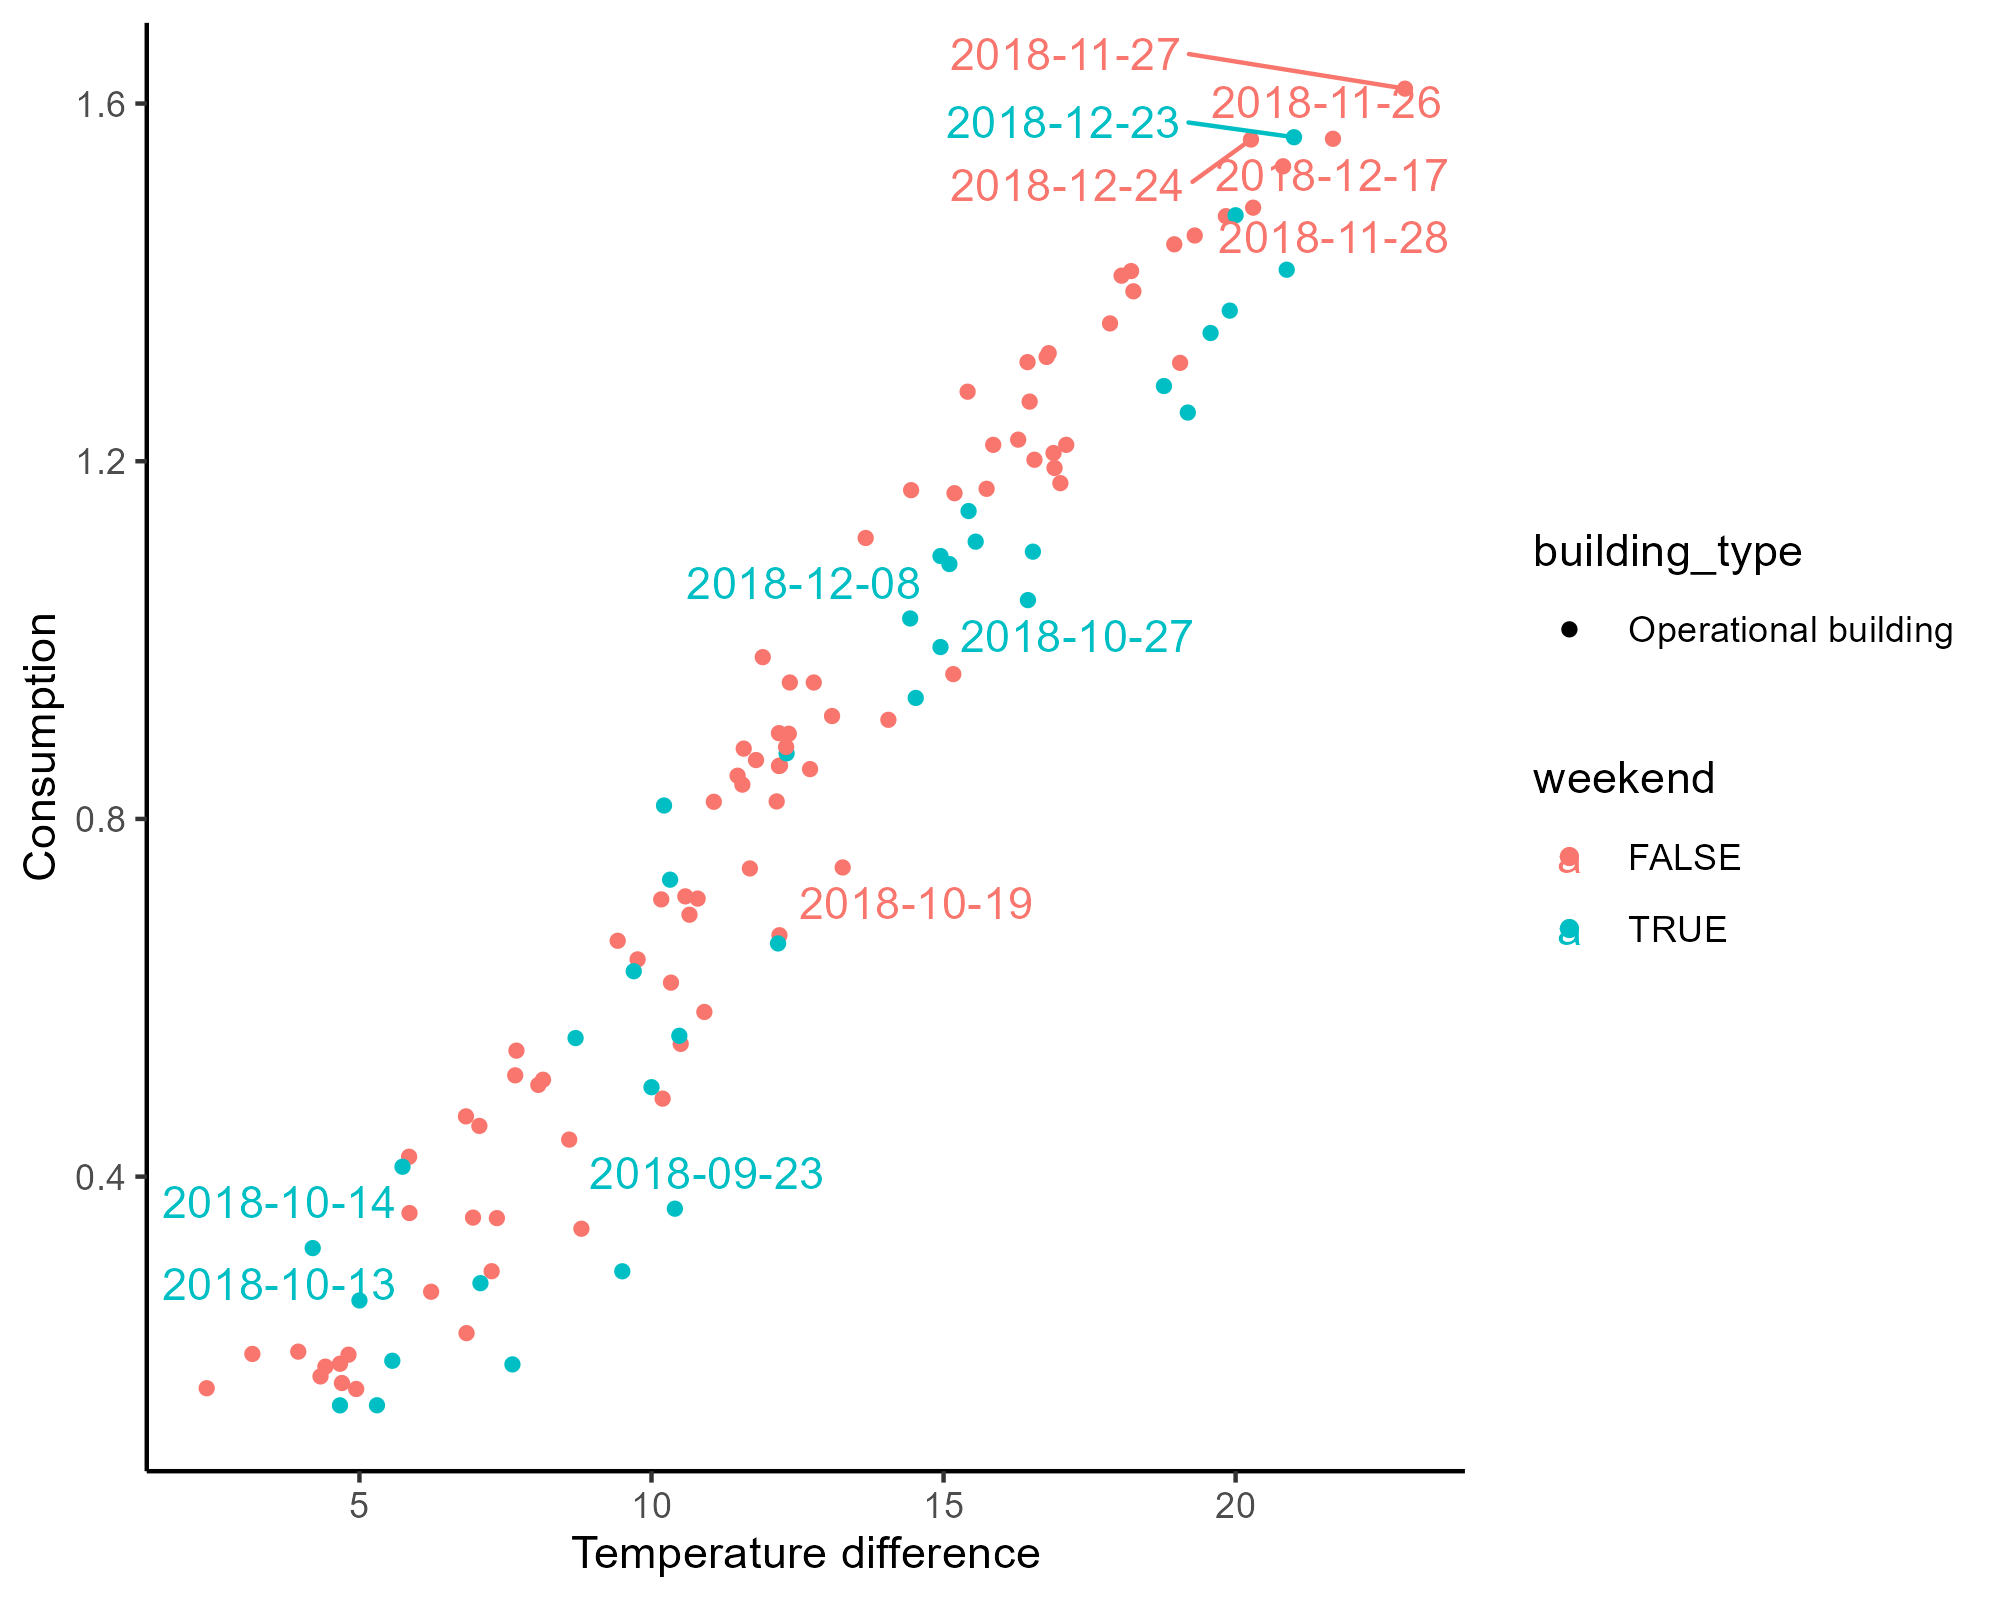 2018-11-27
2018-11-26
2018-12-23
2018-12-24
2018-12-17
2018-11-28
2018-12-08
2018-10-27
2018-10-19
2018-09-23
2018-10-14
2018-10-13
1.6
1.2
0.8
0.4
Consumption
5 10 15 20
Temperature difference
building_type
Operational building
weekend
a FALSE
a TRUE